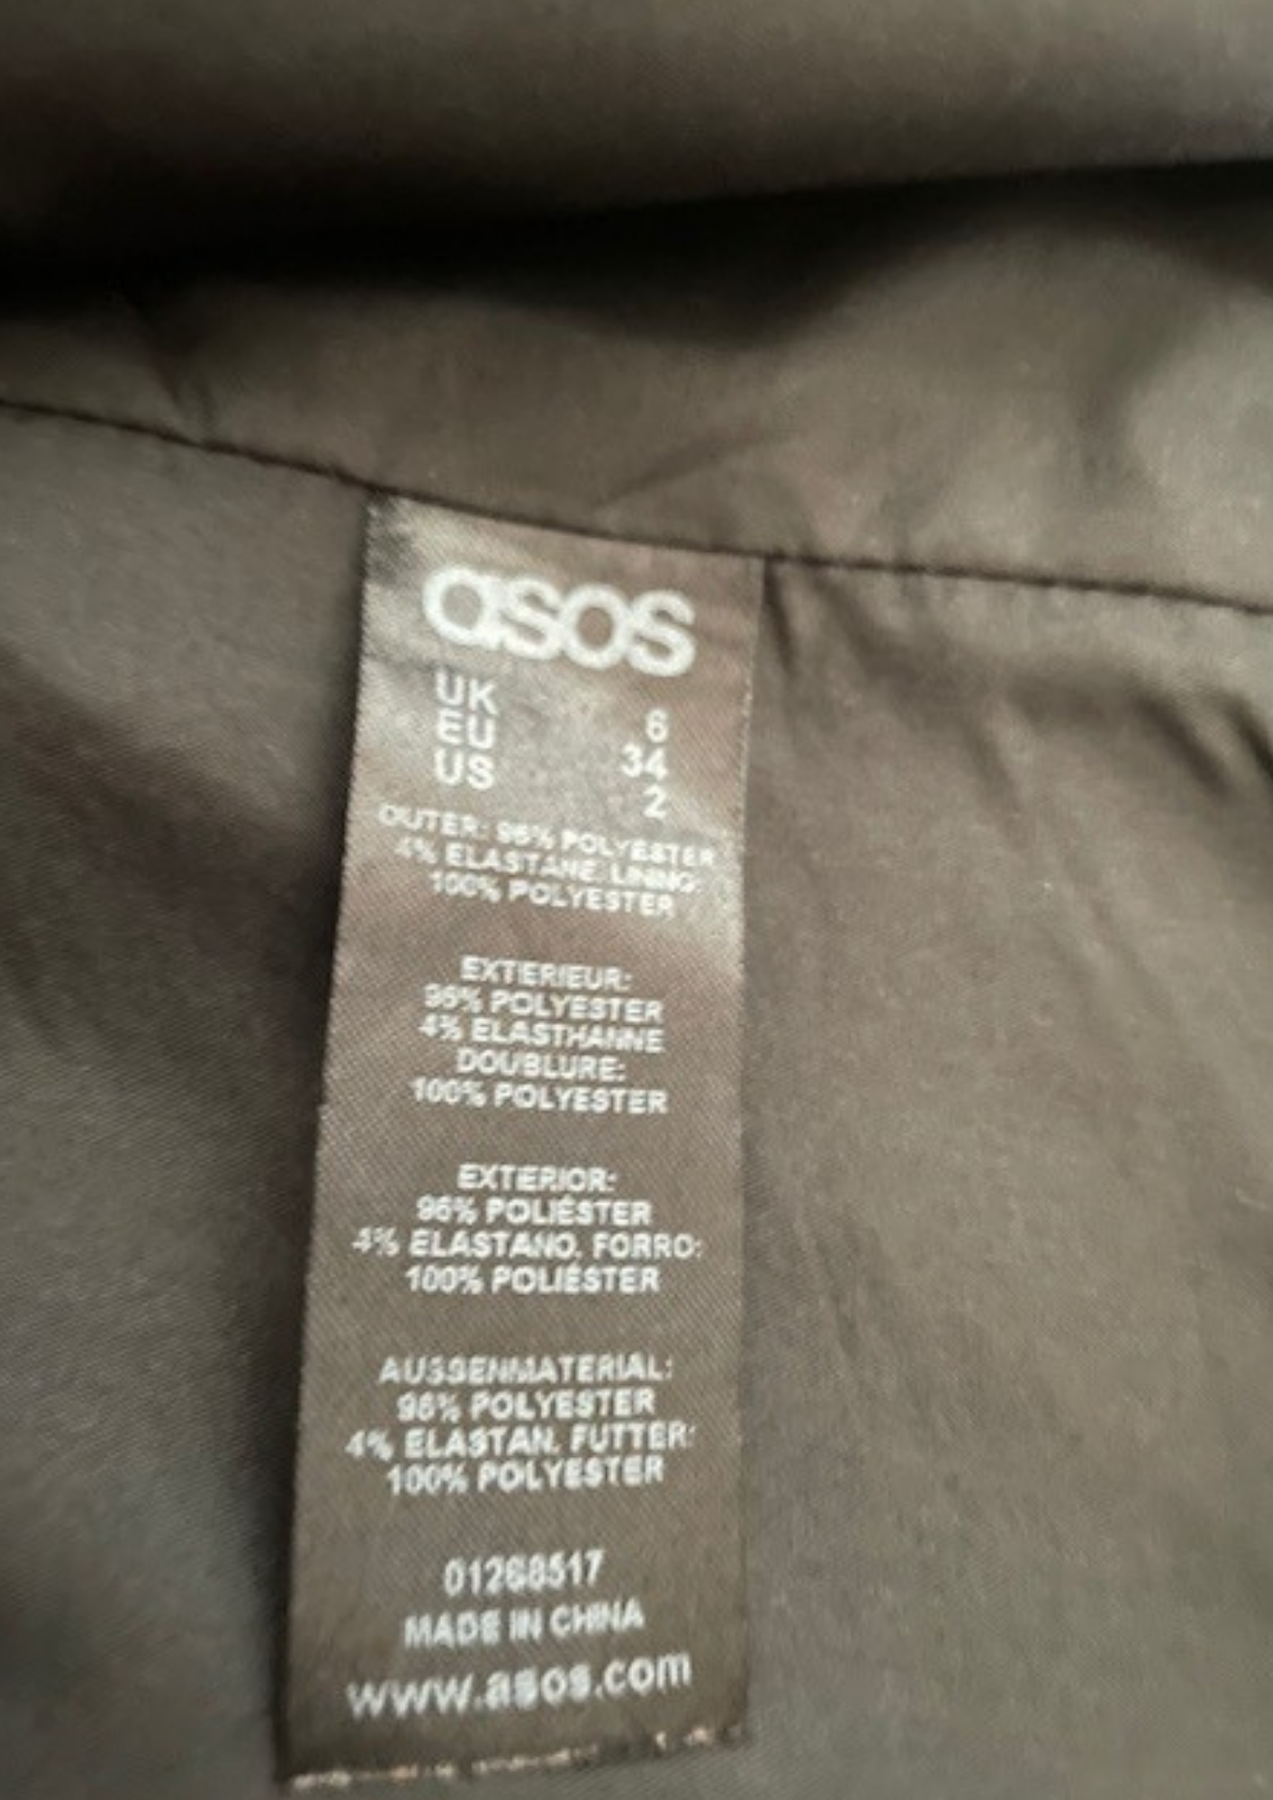 asos
UK 6
EU 34
US 2
OUTER: 96% POLYESTER
4% ELASTANE. LINING:
100% POLYESTER
EXTERIEUR:
96% POLYESTER
4% ELASTHANNE
DOUBLURE:
100% POLYESTER
EXTERIOR:
96% POLIÉSTER
4% ELASTANO. FORRO:
100% POLIÉSTER
AUSSENMATERIAL:
96% POLYESTER
4% ELASTAN. FUTTER:
100% POLYESTER
01268517
MADE IN CHINA
www.asos.com